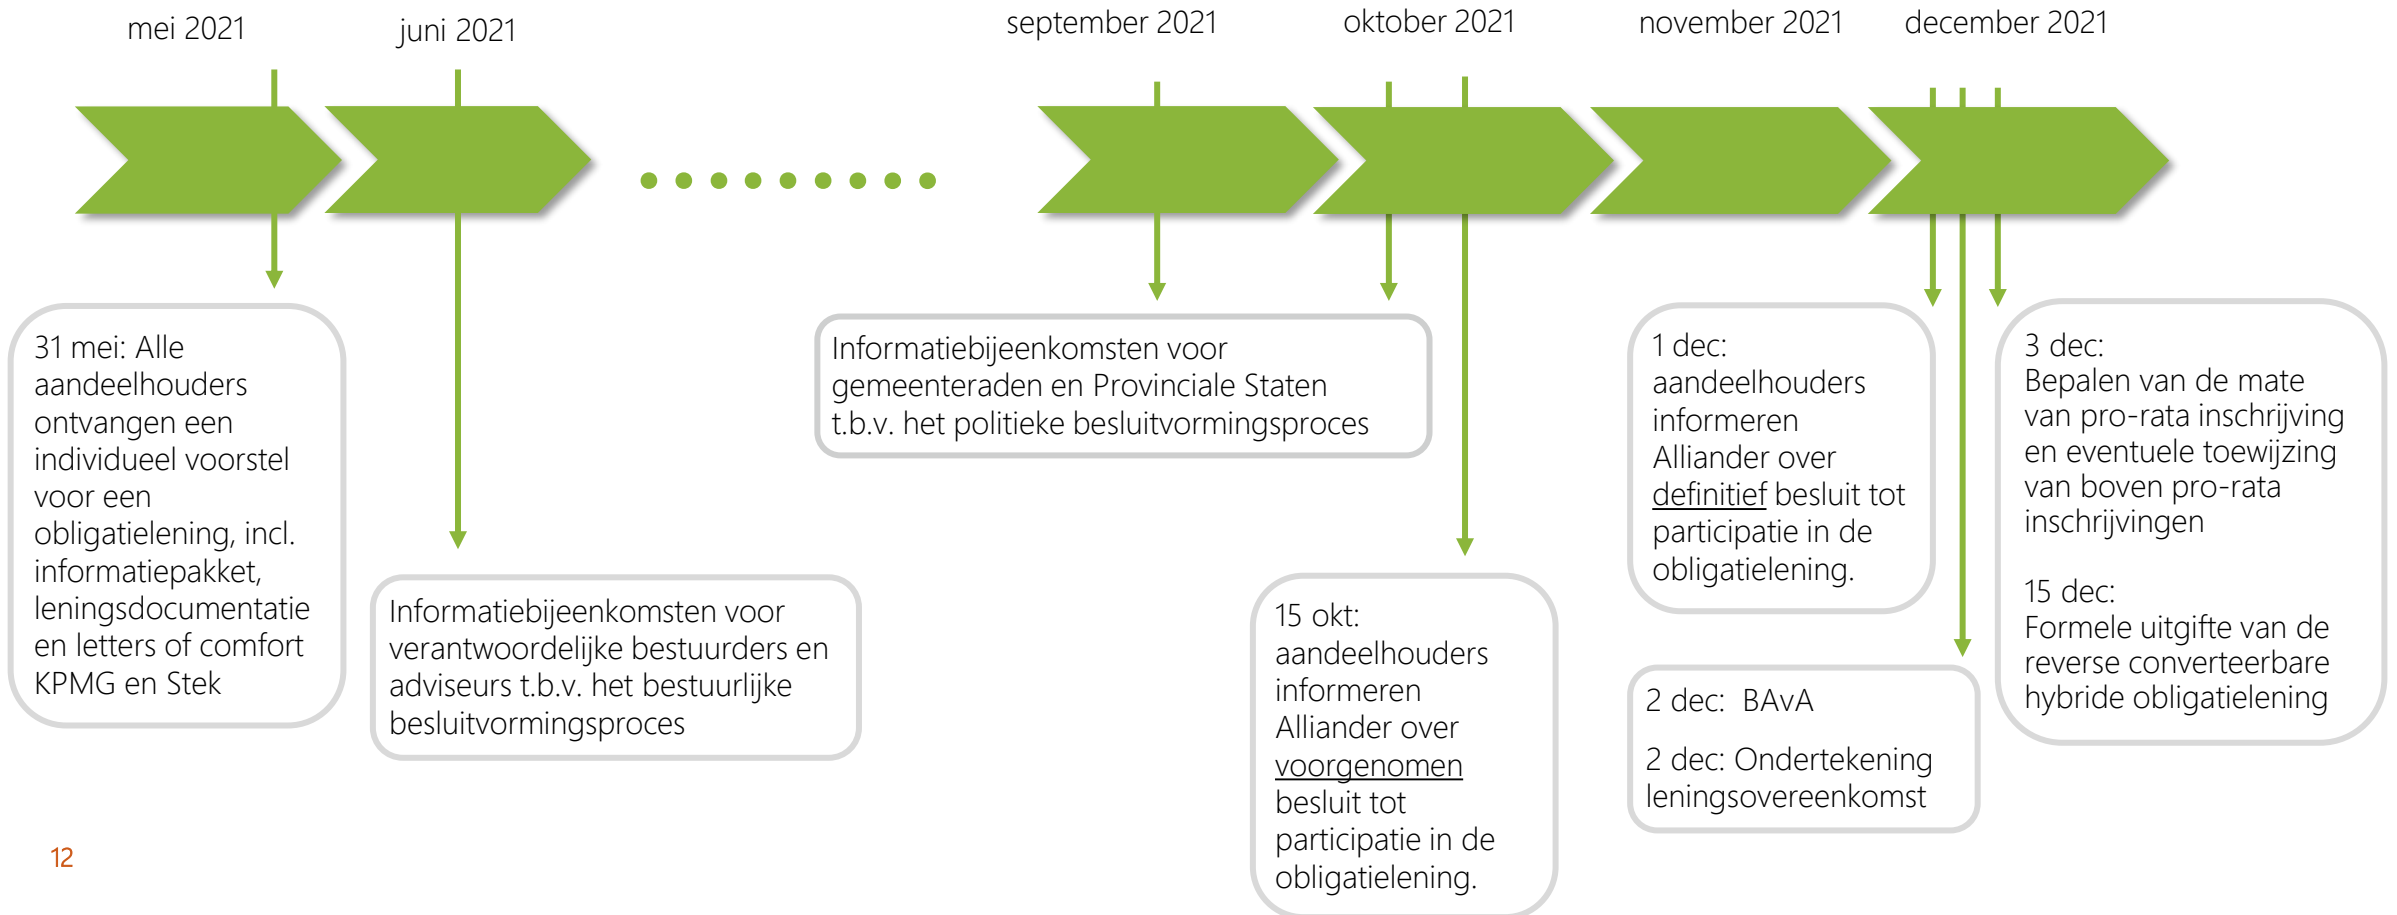 mei 2021
juni 2021
september 2021
oktober 2021
november 2021
december 2021
31 mei: Alle
aandeelhouders
ontvangen een
individueel voorstel
voor een
obligatielening, incl.
informatiepakket,
leningsdocumentatie
en letters of comfort
KPMG en Stek
Informatiebijeenkomsten voor
verantwoordelijke bestuurders en
adviseurs t.b.v. het bestuurlijke
besluitvormingsproces
Informatiebijeenkomsten voor
gemeenteraden en Provinciale Staten
t.b.v. het politieke besluitvormingsproces
15 okt:
aandeelhouders
informeren
Alliander over
voorgenomen
besluit tot
participatie in de
obligatielening.
1 dec:
aandeelhouders
informeren
Alliander over
definitief besluit tot
participatie in de
obligatielening.
2 dec: BAvA
2 dec: Ondertekening
leningsovereenkomst
3 dec:
Bepalen van de mate
van pro-rata inschrijving
en eventuele toewijzing
van boven pro-rata
inschrijvingen
15 dec:
Formele uitgifte van de
reverse converteerbare
hybride obligatielening
12